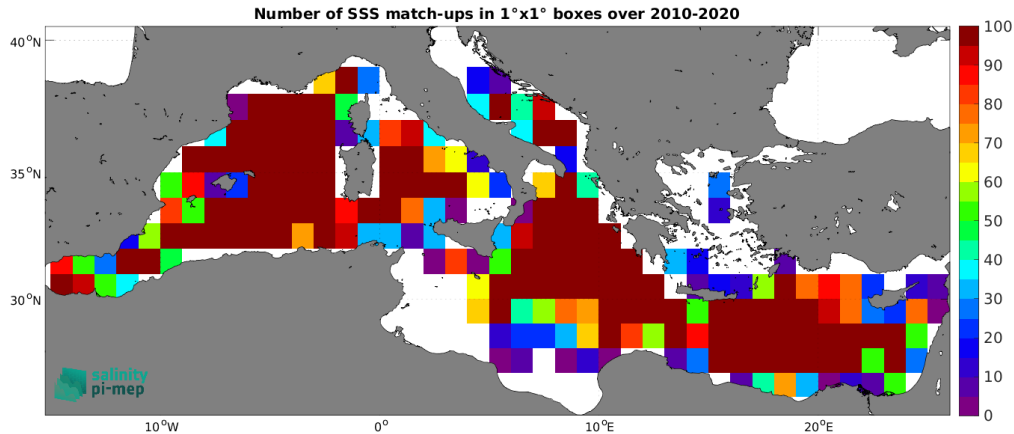 Number of SSS match-ups in 1°x1° boxes over 2010-2020
40°N
35°N
30°N
10°W
0°
10°E
20°E
100
90
80
70
60
50
40
30
20
10
0
salinity
pi-mep